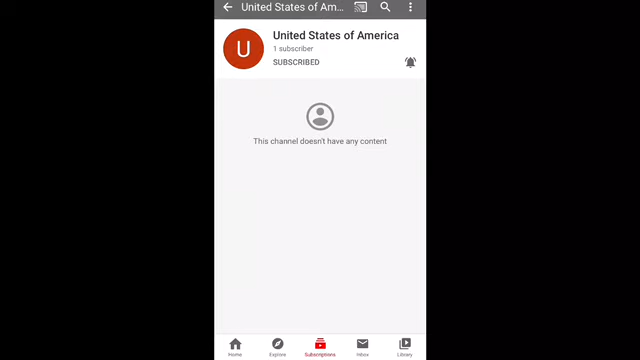 United States of Am...
U
United States of America
1 subscriber
SUBSCRIBED
This channel doesn't have any content
Home
Explore
Subscriptions
Inbox
Library